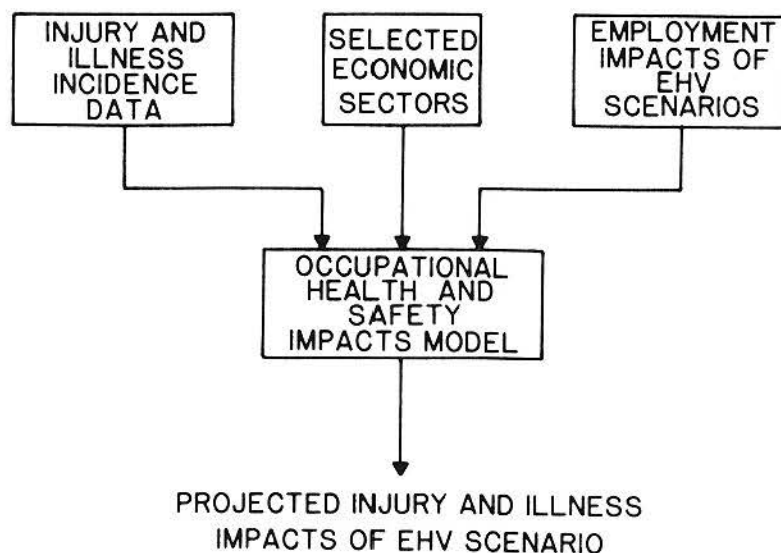 INJURY AND
ILLNESS
INCIDENCE
DATA
SELECTED
ECONOMIC
SECTORS
EMPLOYMENT
IMPACTS OF
EHV
SCENARIOS
OCCUPATIONAL
HEALTH AND
SAFETY
IMPACTS MODEL
PROJECTED INJURY AND ILLNESS
IMPACTS OF EHV SCENARIO